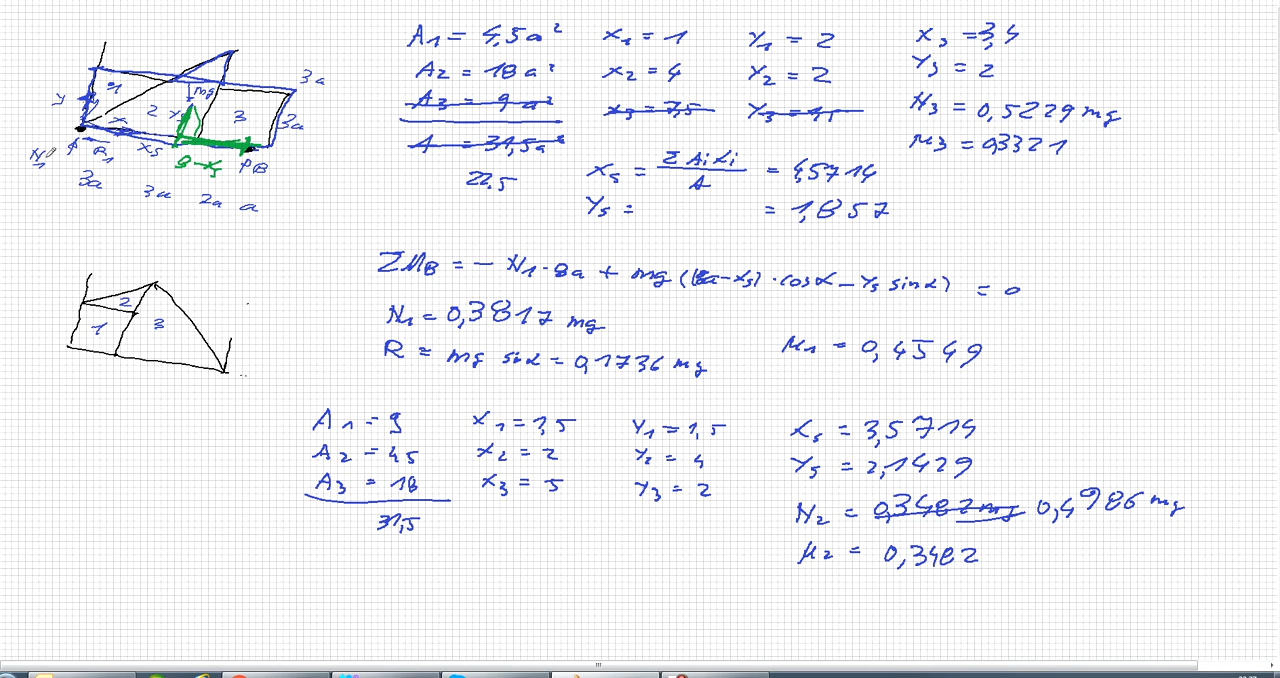 A1 = 4,5a² x1 = 1 Y1 = 2 x3 = 3,4
A2 = 18a² x2 = 4 Y2 = 2 Y3 = 2
A3 = 9a² x3 = 7,5 Y3 = 1,5 N3 = 0,5229 mg
A = 31,5a² μ3 = 0,3321
22.5
xs = ΣAixi / A = 4,5714
Ys = = 1,857
1 2 3
mg
3a
3a
y
x
xs
8-xs
A R1
N1
B
3a 3a 2a a
ΣMB = - N1·8a + mg (8a-xs)·cosα - Ys sinα) = 0
N1 = 0,3817 mg
R = mg sinα = 0,1736 mg μ1 = 0,4549
2
1 3
A1 = 9 x1 = 1,5 Y1 = 1,5 xs = 3,5714
A2 = 45 x2 = 2 Y2 = 4 Ys = 2,1429
A3 = 18 x3 = 5 Y3 = 2
31,5
N2 = 0,3482 mg 0,4986 mg
μ2 = 0,3482